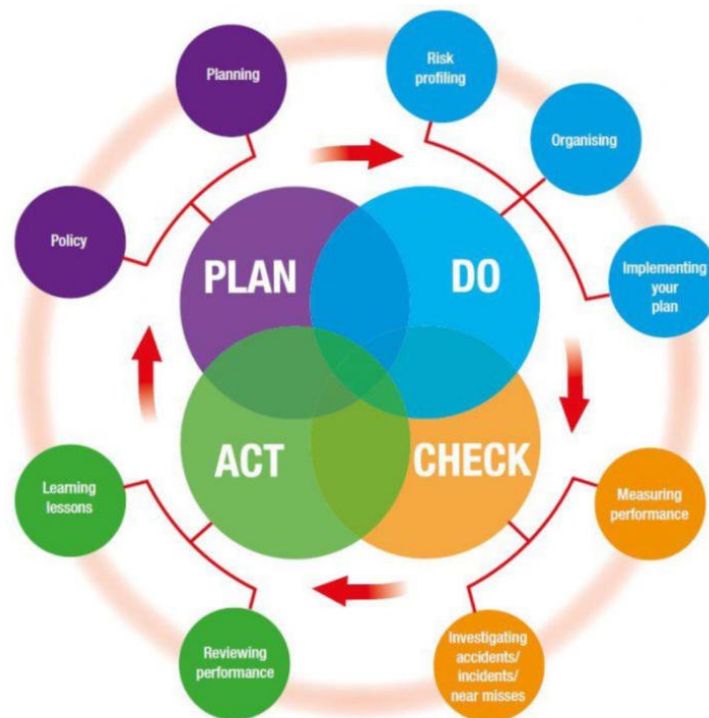 Planning
Risk
profiling
Organising
Policy
Implementing
your
plan
PLAN
DO
ACT
CHECK
Learning
lessons
Measuring
performance
Reviewing
performance
Investigating
accidents/
incidents/
near misses